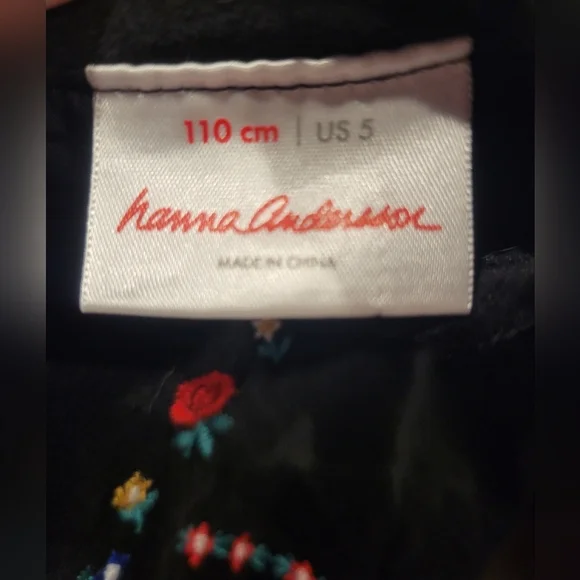 110 cm | US 5
hanna andersson
MADE IN CHINA